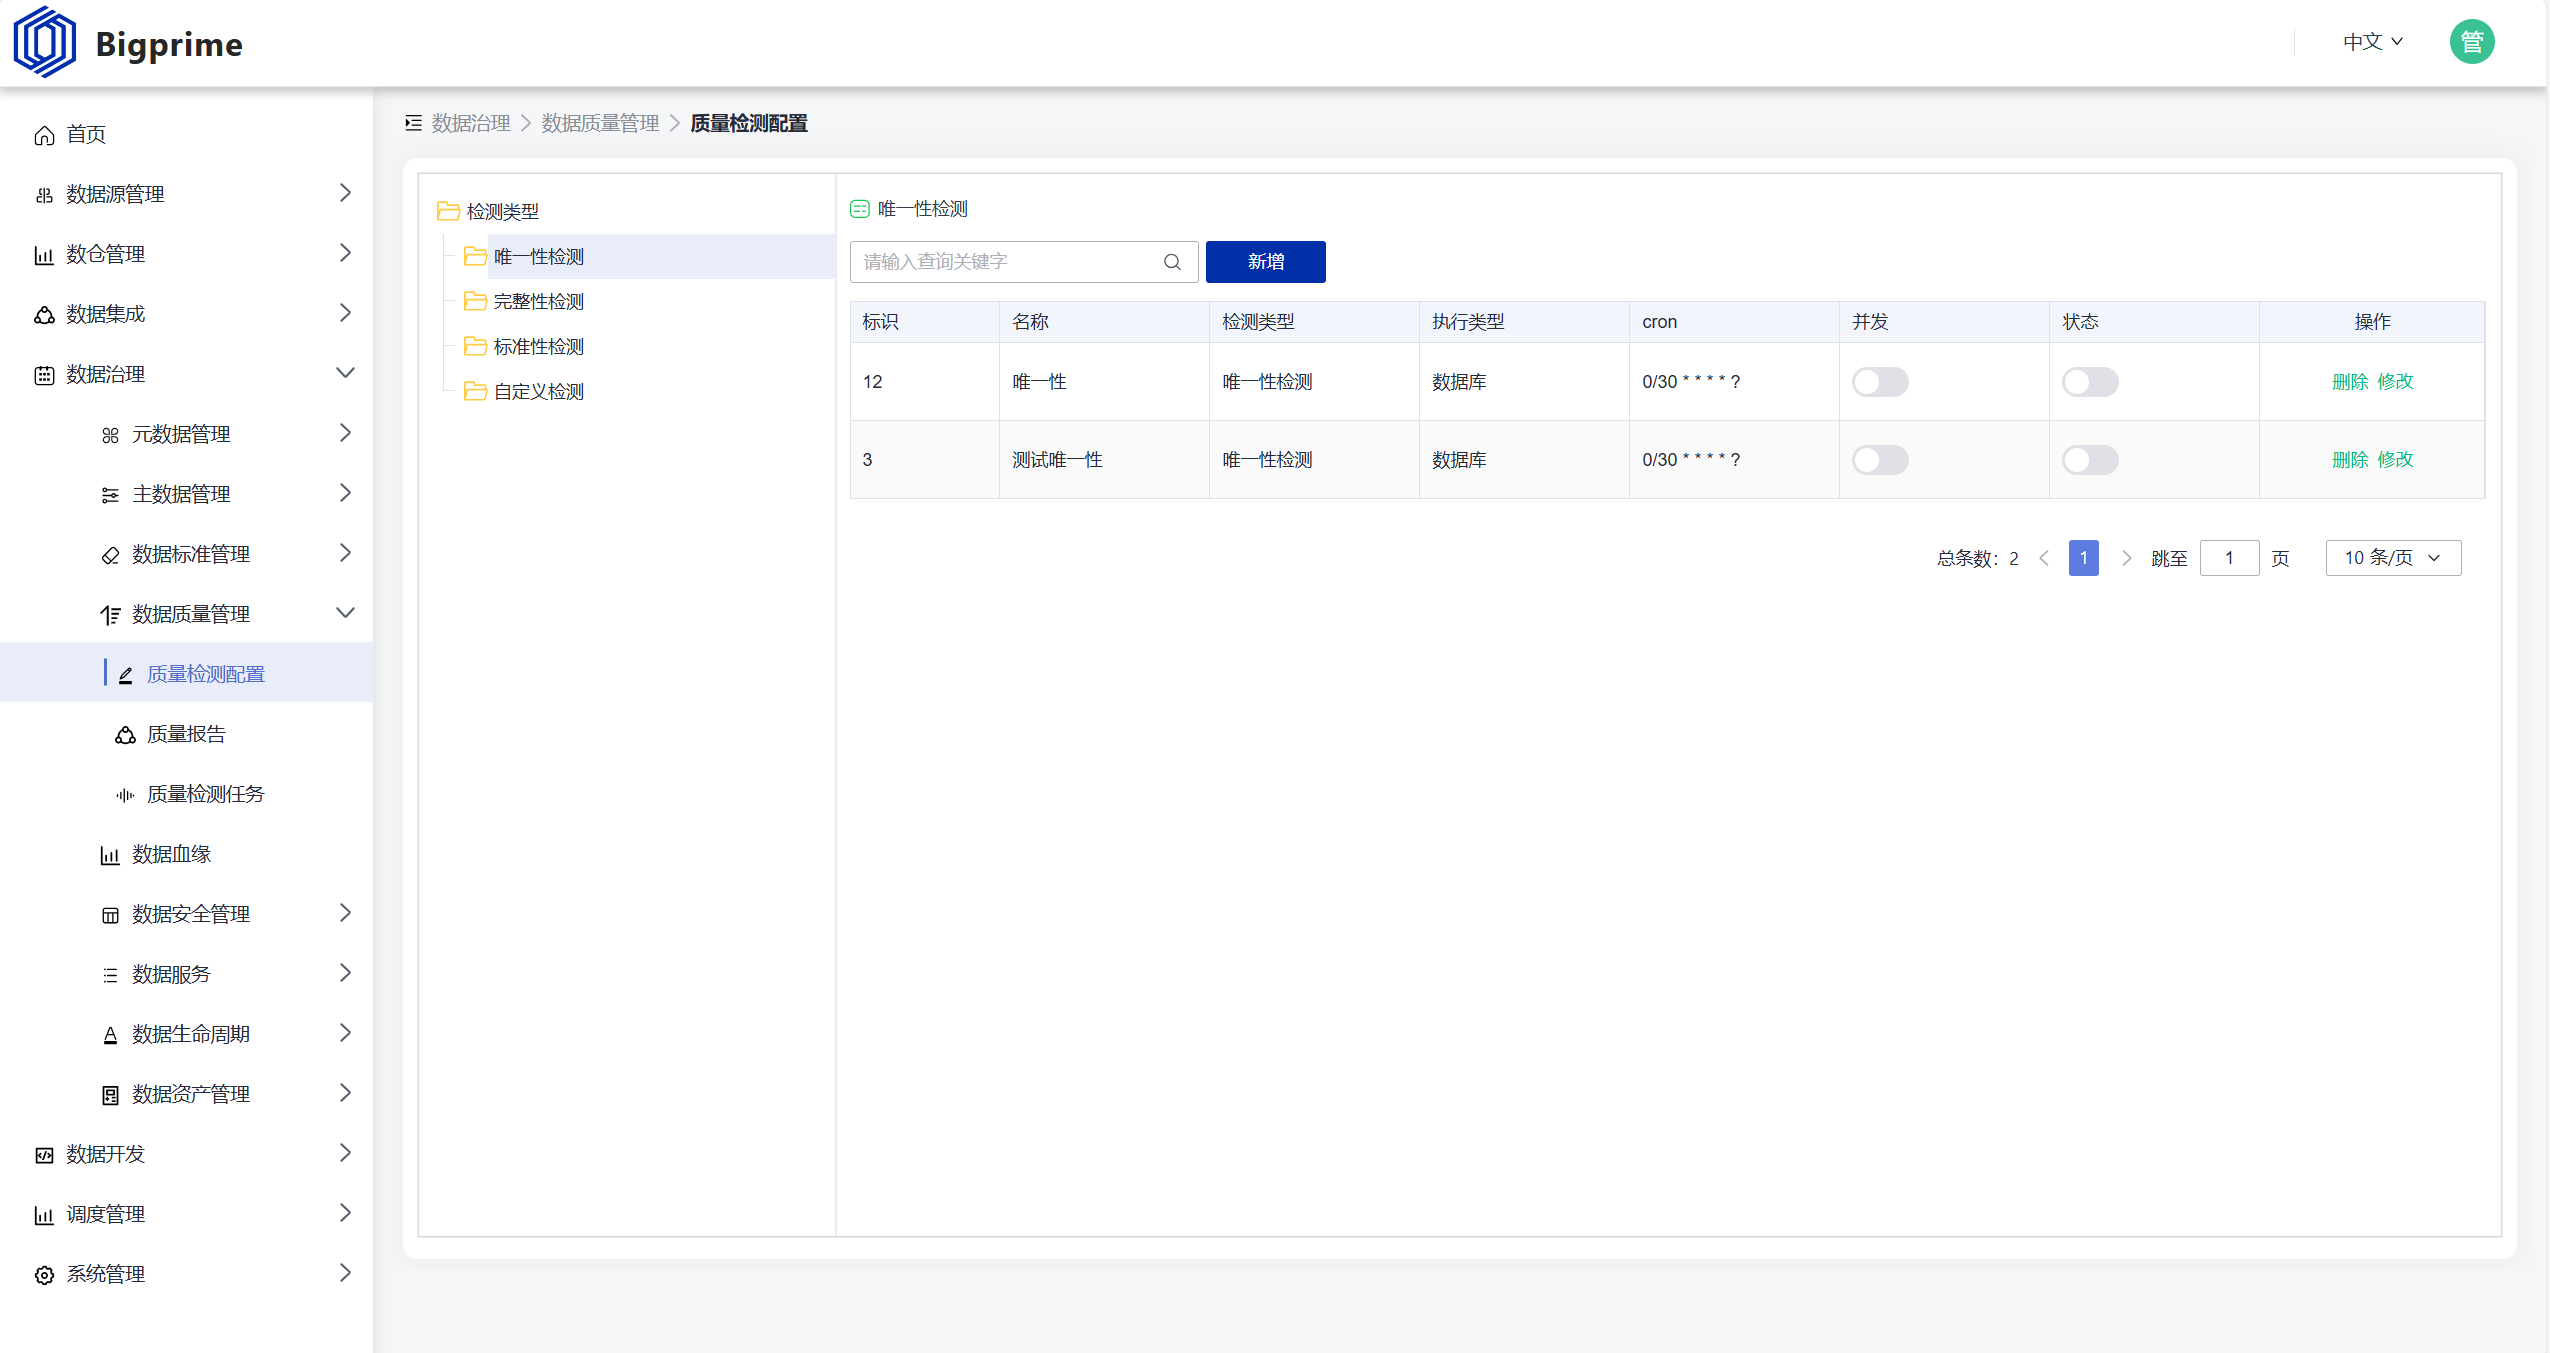 Bigprime
中文
管
首页
数据源管理
数仓管理
数据集成
数据治理
元数据管理
主数据管理
数据标准管理
数据质量管理
质量检测配置
质量报告
质量检测任务
数据血缘
数据安全管理
数据服务
数据生命周期
数据资产管理
数据开发
调度管理
系统管理
数据治理 > 数据质量管理 > 质量检测配置
检测类型
唯一性检测
完整性检测
标准性检测
自定义检测
唯一性检测
请输入查询关键字 新增
标识 名称 检测类型 执行类型 cron 并发 状态 操作
12 唯一性 唯一性检测 数据库 0/30 * * * * ? 删除 修改
3 测试唯一性 唯一性检测 数据库 0/30 * * * * ? 删除 修改
总条数：2 < 1 > 跳至 1 页 10 条/页